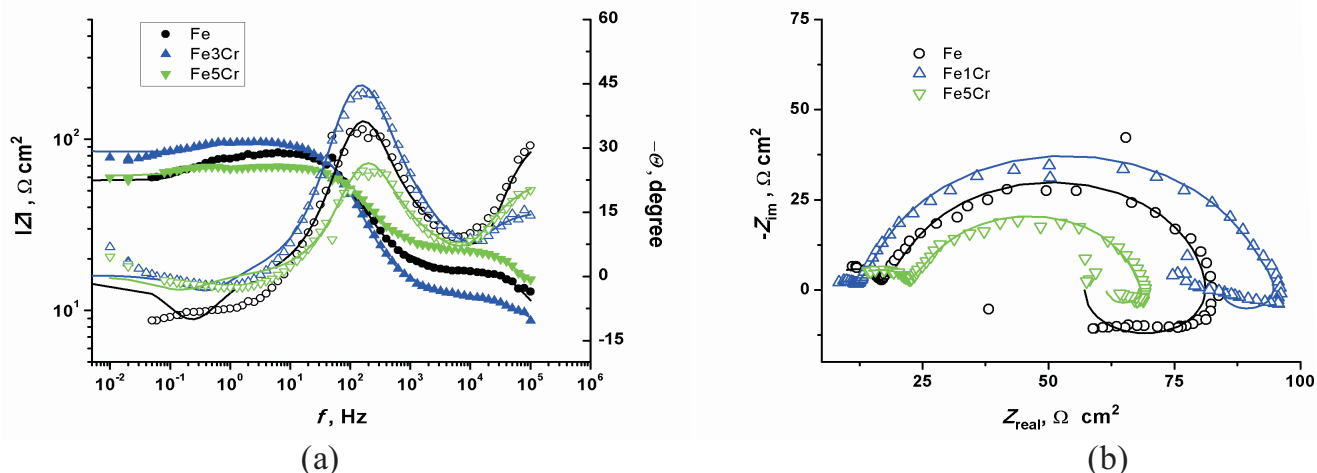 Fe
Fe3Cr
Fe5Cr
10²
10¹
|Z| , Ω cm²
60
45
30
15
0
-15
−Θ, degree
10⁻² 10⁻¹ 10⁰ 10¹ 10² 10³ 10⁴ 10⁵ 10⁶
f , Hz
(a)
Fe
Fe1Cr
Fe5Cr
75
50
25
0
-Zim, Ω cm²
25 50 75 100
Zreal, Ω cm²
(b)